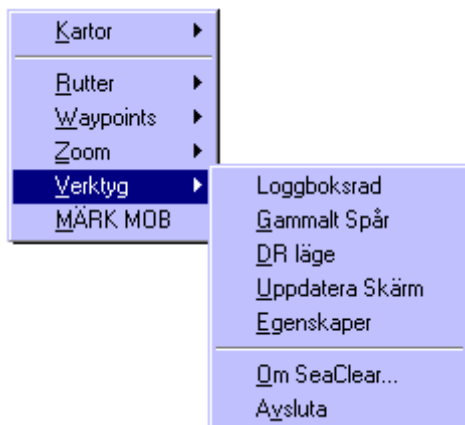 Kartor
Rutter
Waypoints
Zoom
Verktyg
MÄRK MOB
Loggboksrad
Gammalt Spår
DR läge
Uppdatera Skärm
Egenskaper
Om SeaClear...
Avsluta